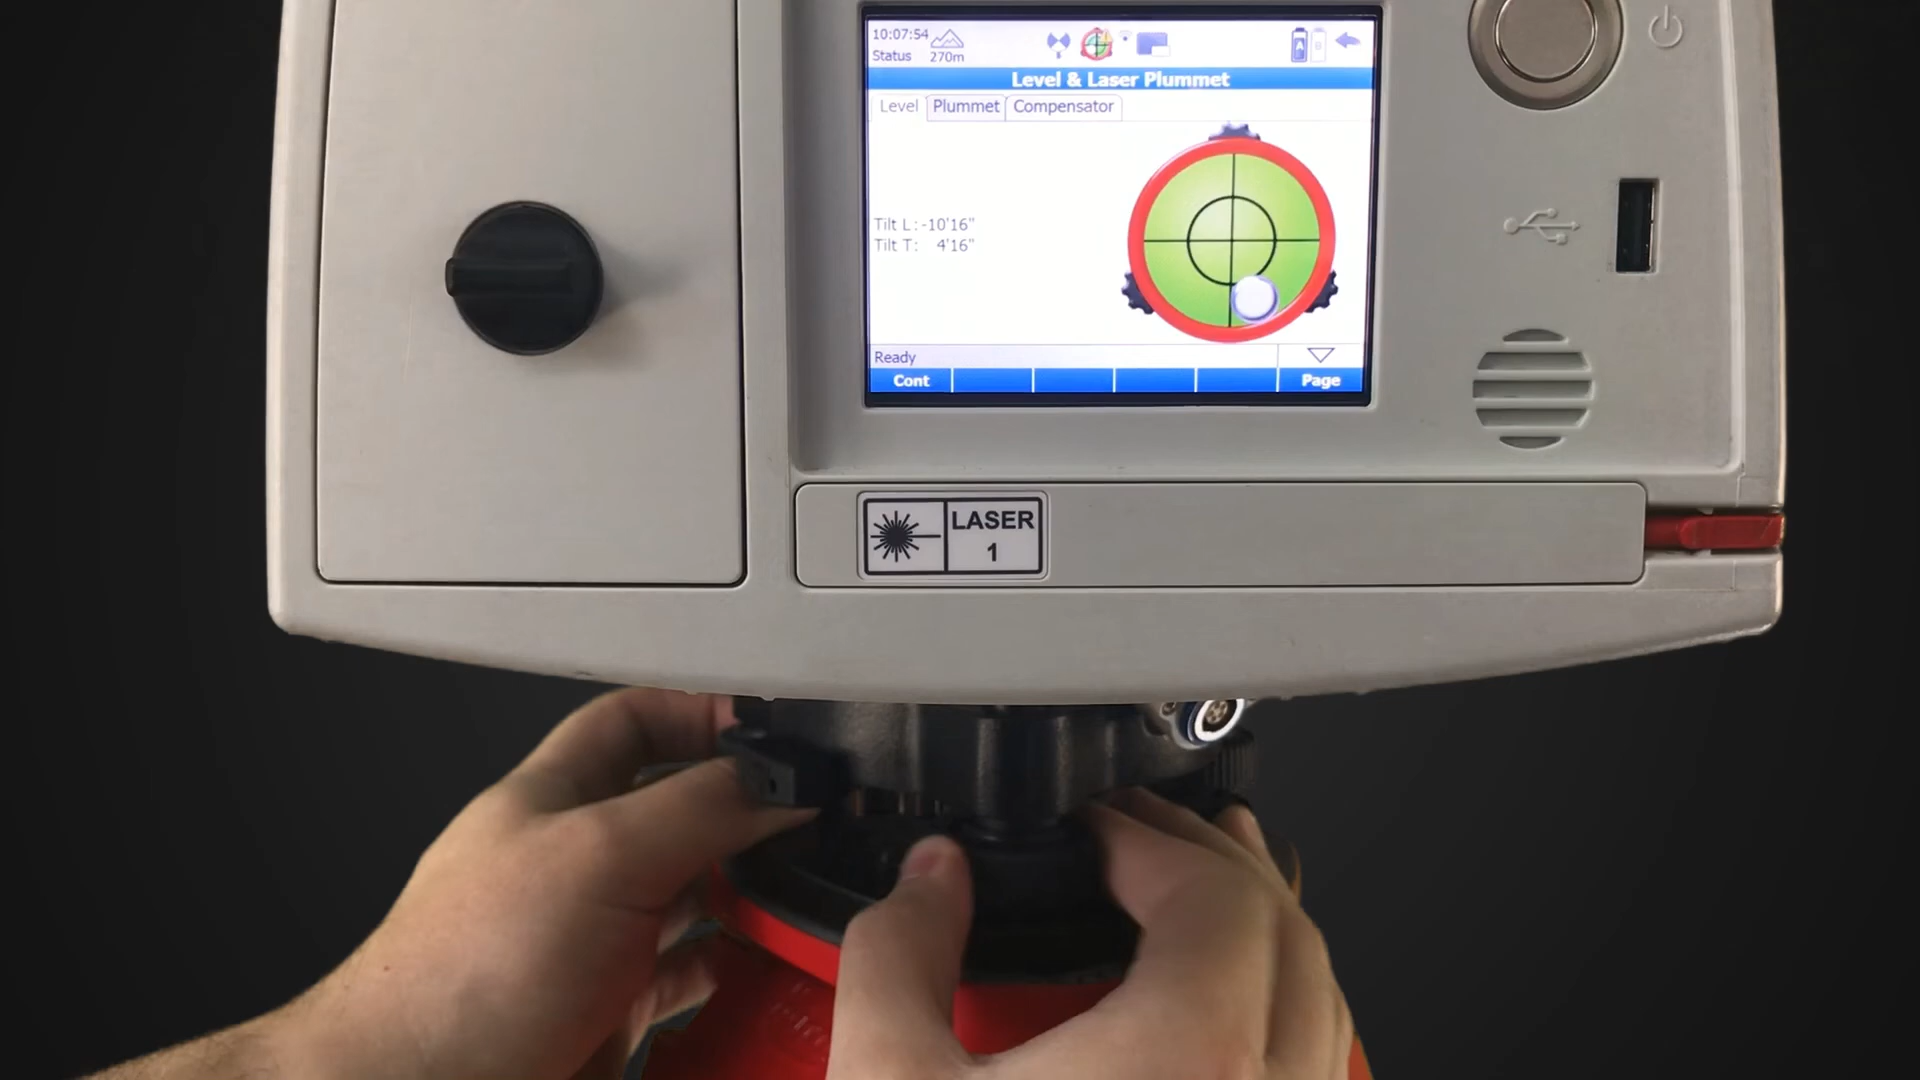 10:07:54
Status 270m
A B
Level & Laser Plummet
Level Plummet Compensator
Tilt L: -10'16"
Tilt T: 4'16"
Ready
Cont Page
LASER
1